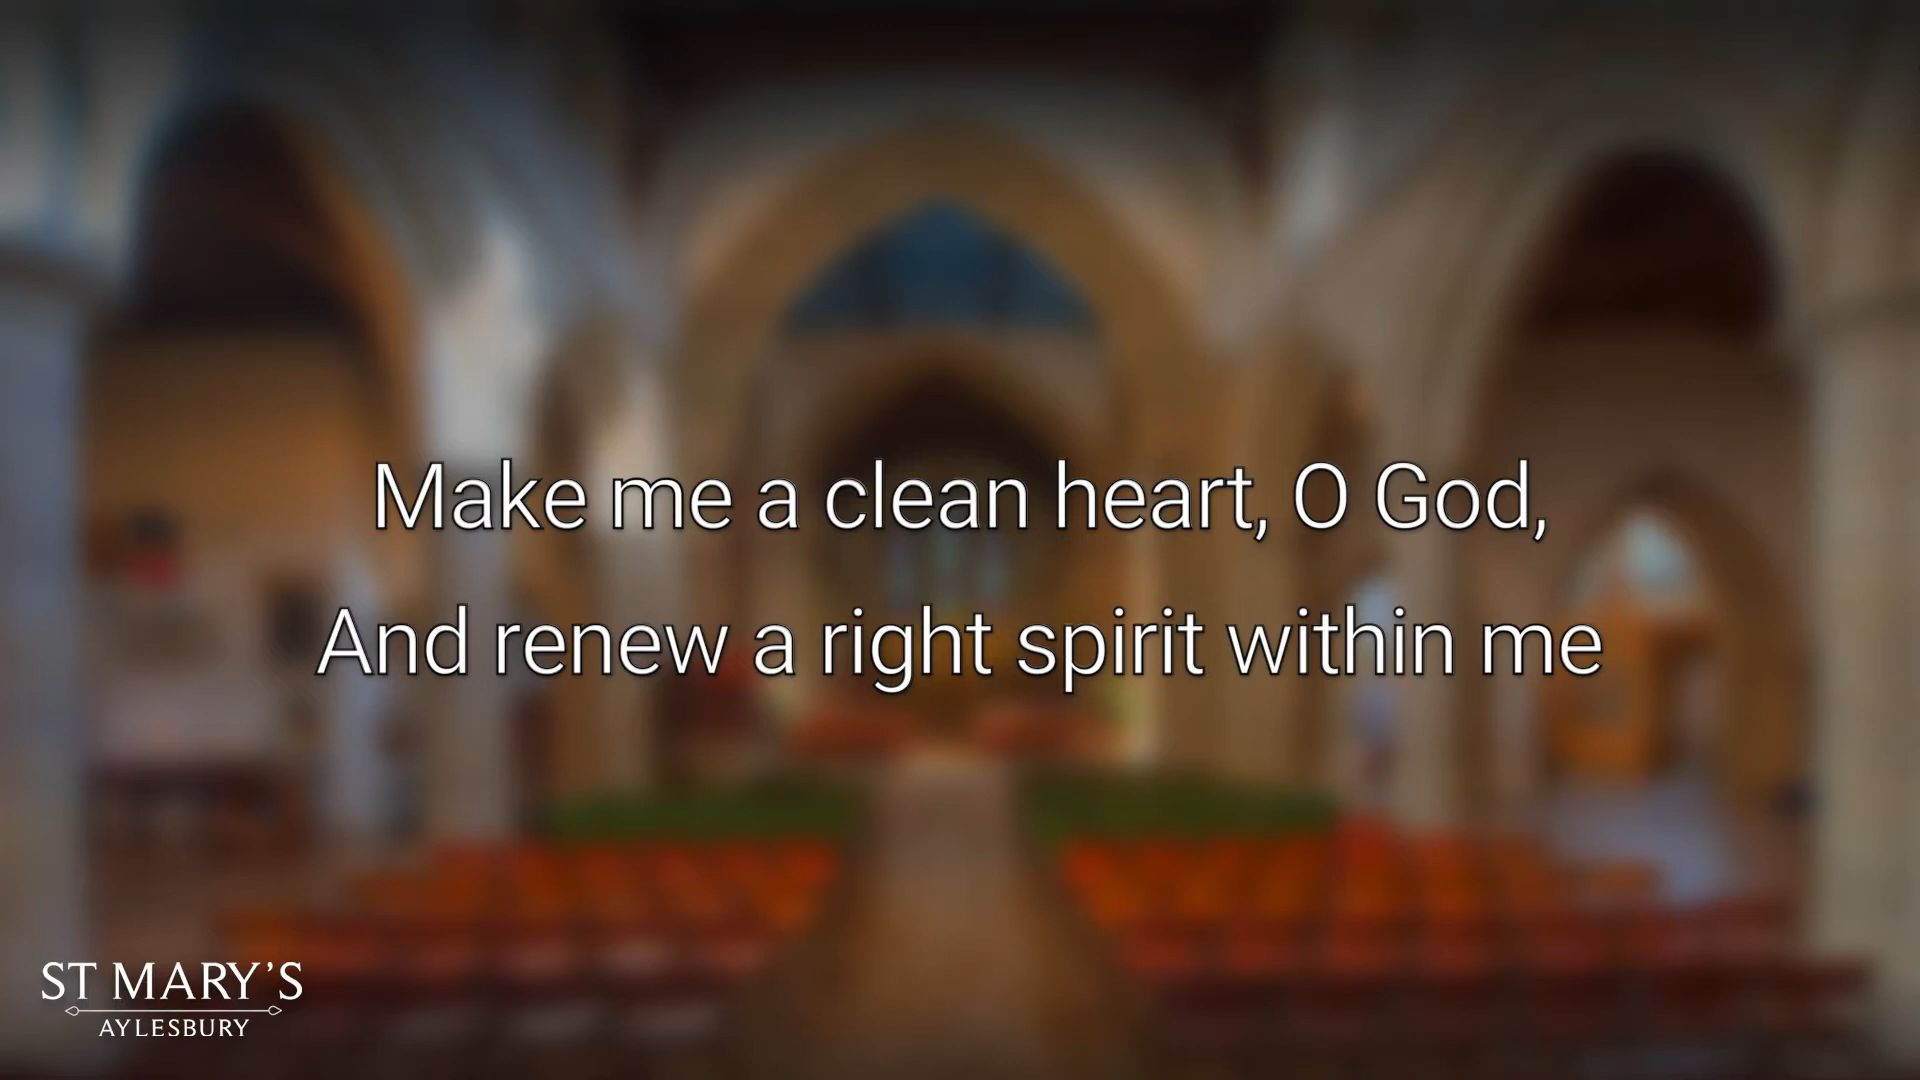 Make me a clean heart, O God,
And renew a right spirit within me
ST MARY'S
AYLESBURY